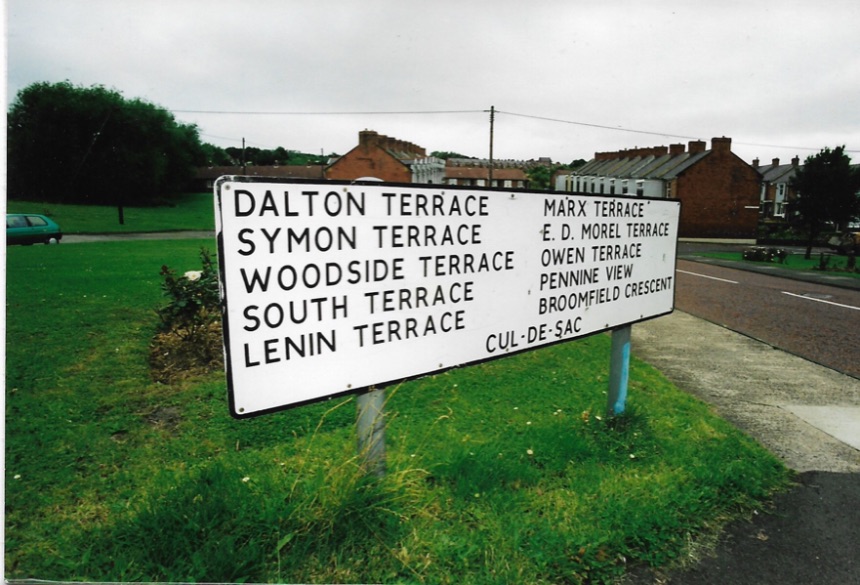 DALTON TERRACE
SYMON TERRACE
WOODSIDE TERRACE
SOUTH TERRACE
LENIN TERRACE
MARX TERRACE
E. D. MOREL TERRACE
OWEN TERRACE
PENNINE VIEW
BROOMFIELD CRESCENT
CUL-DE-SAC